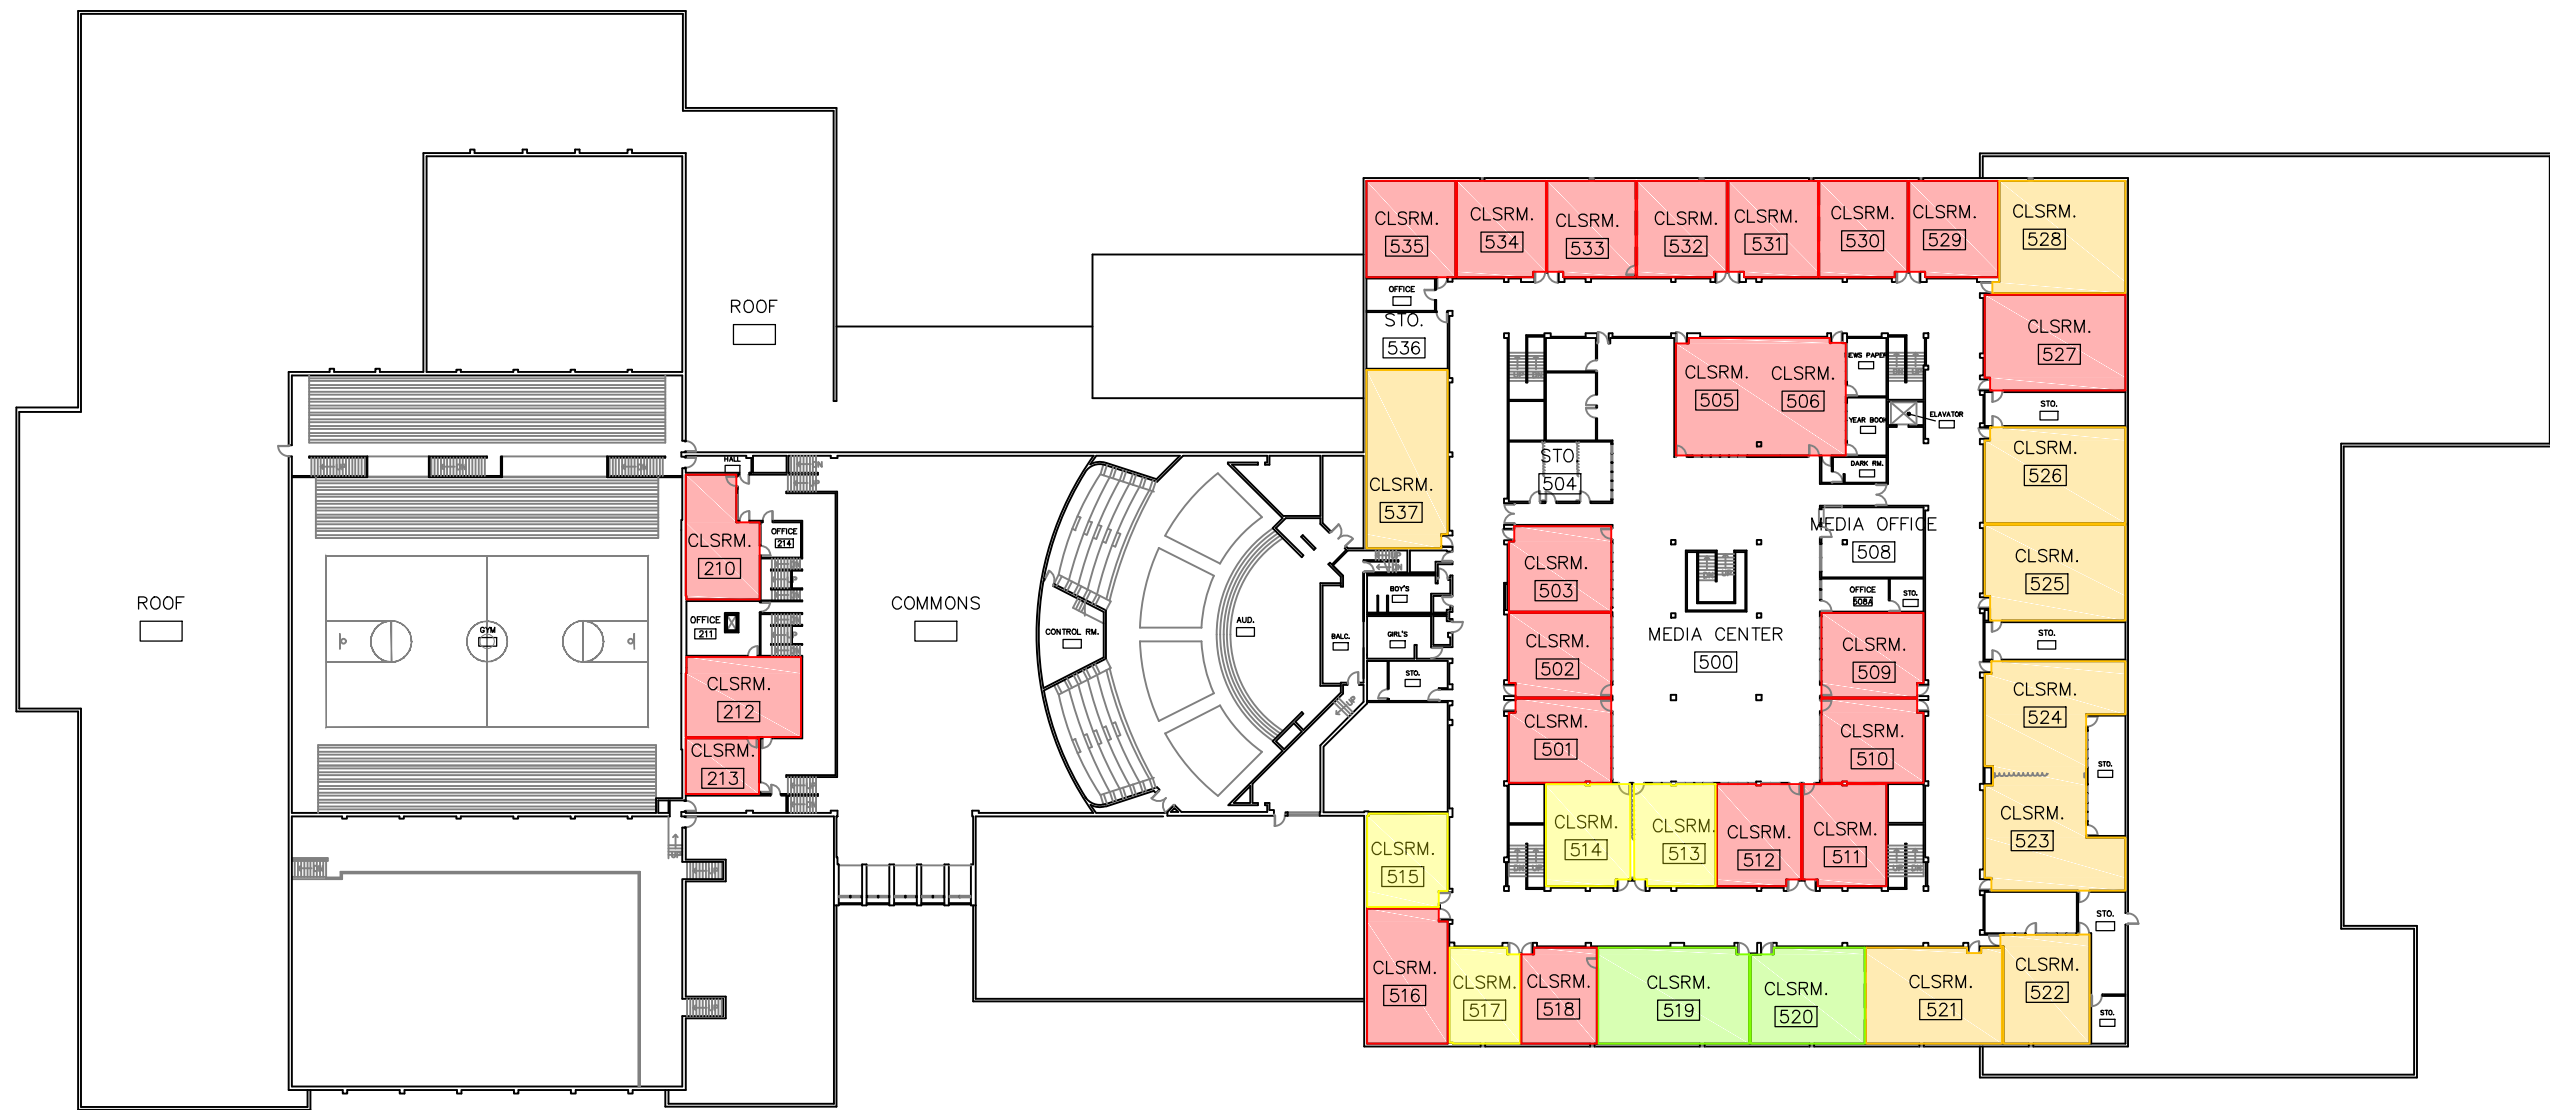 CLSRM.
535
CLSRM.
534
CLSRM.
533
CLSRM.
532
CLSRM.
531
CLSRM.
530
CLSRM.
529
CLSRM.
528
OFFICE
STO.
536
ROOF
CLSRM.
527
CLSRM.
505
CLSRM.
506
EWS PAPER
YEAR BOOK
ELAVATOR
STO.
DARK RM.
STO.
504
CLSRM.
537
CLSRM.
526
HALL
CLSRM.
210
OFFICE
214
MEDIA OFFICE
508
OFFICE
508A
STO.
CLSRM.
525
CLSRM.
503
BOY'S
ROOF
GYM
OFFICE
211
COMMONS
CONTROL RM.
AUD.
BALC.
GIRL'S
STO.
CLSRM.
502
MEDIA CENTER
500
CLSRM.
509
STO.
CLSRM.
212
CLSRM.
213
UP
CLSRM.
501
CLSRM.
510
CLSRM.
524
STO.
CLSRM.
523
CLSRM.
514
CLSRM.
513
CLSRM.
512
CLSRM.
511
CLSRM.
515
CLSRM.
516
CLSRM.
517
CLSRM.
518
CLSRM.
519
CLSRM.
520
CLSRM.
521
CLSRM.
522
STO.
STO.